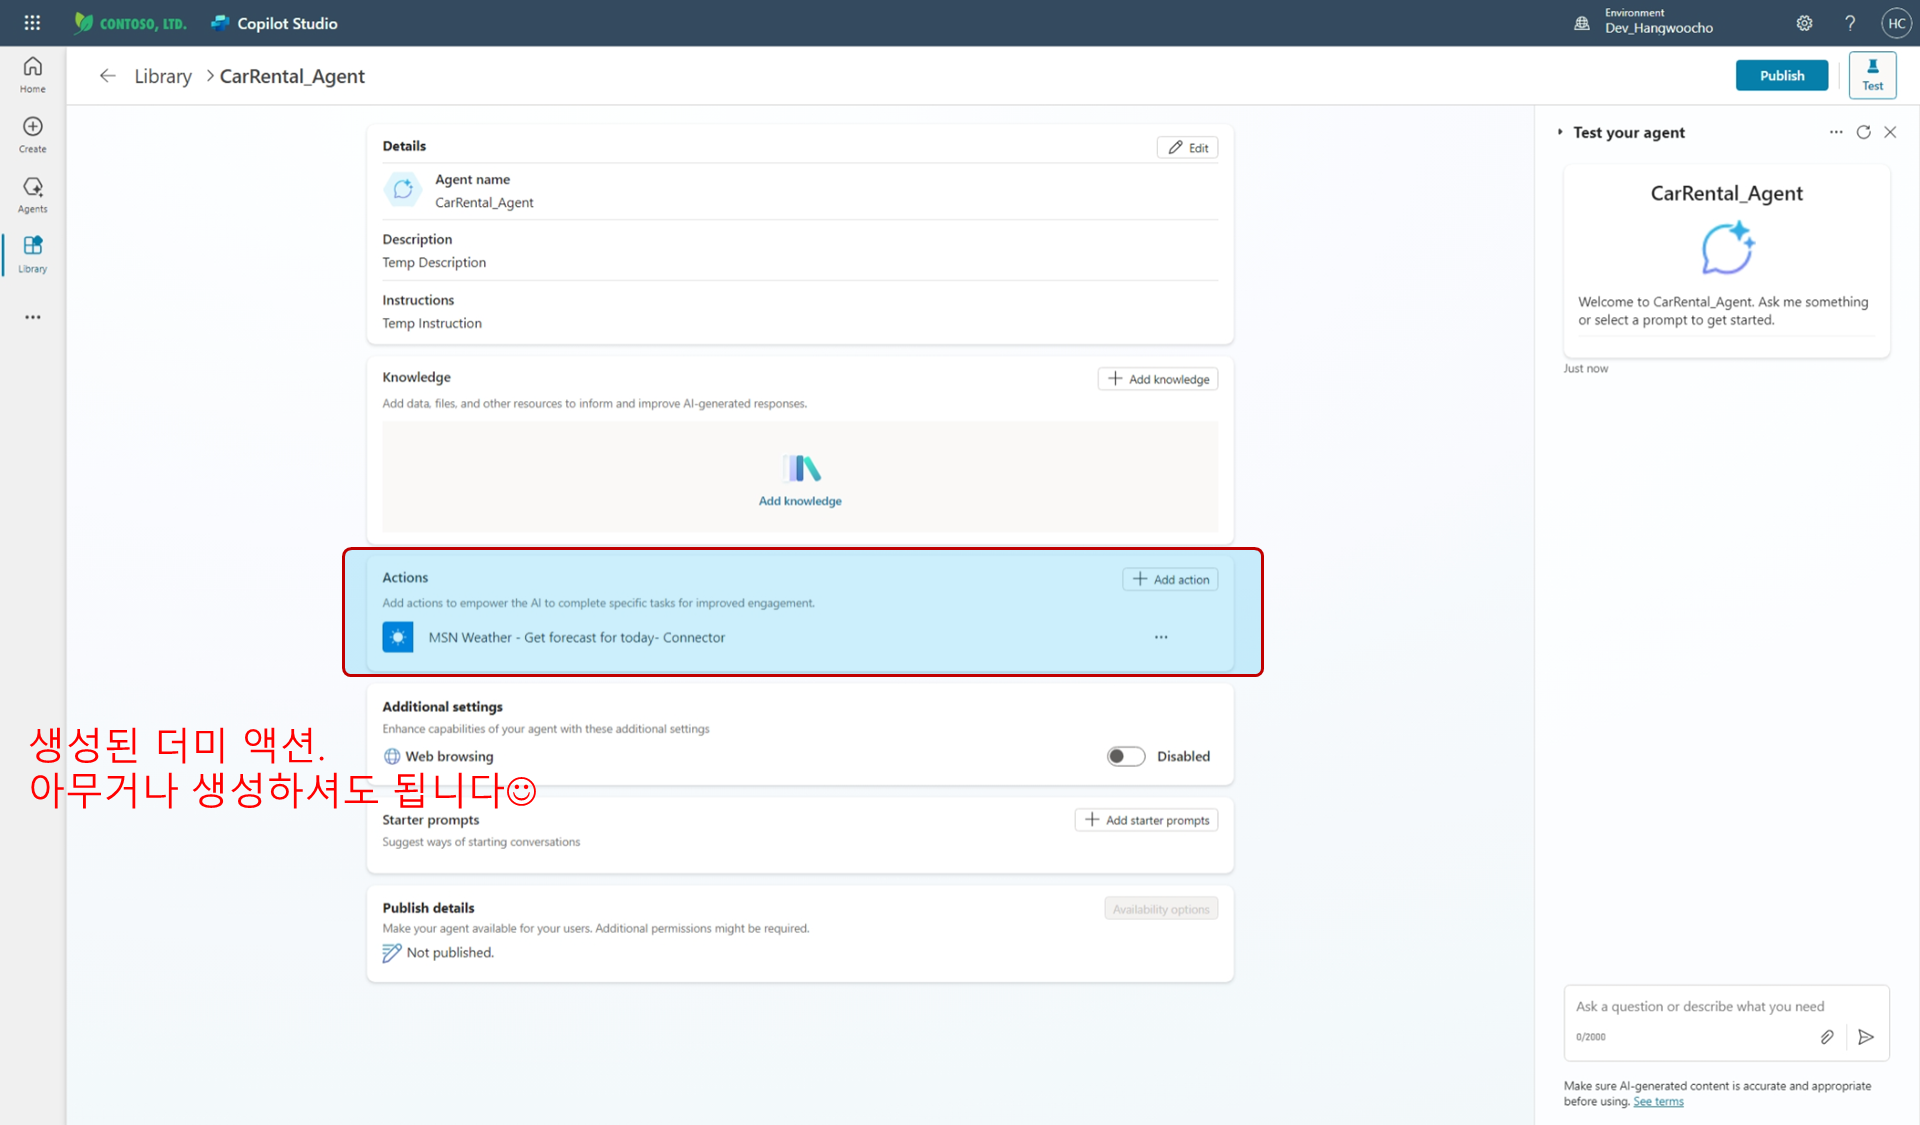 CONTOSO, LTD.
Copilot Studio
Environment
Dev_Hangwoocho
HC
Home
Create
Agents
Library
Library > CarRental_Agent
Publish
Test
Details
Edit
Agent name
CarRental_Agent
Description
Temp Description
Instructions
Temp Instruction
Knowledge
Add knowledge
Add data, files, and other resources to inform and improve AI-generated responses.
Add knowledge
Actions
Add action
Add actions to empower the AI to complete specific tasks for improved engagement.
MSN Weather - Get forecast for today- Connector
생성된 더미 액션.
아무거나 생성하셔도 됩니다☺
Additional settings
Enhance capabilities of your agent with these additional settings
Web browsing
Disabled
Starter prompts
Add starter prompts
Suggest ways of starting conversations
Publish details
Availability options
Make your agent available for your users. Additional permissions might be required.
Not published.
Test your agent
CarRental_Agent
Welcome to CarRental_Agent. Ask me something
or select a prompt to get started.
Just now
Ask a question or describe what you need
0/2000
Make sure AI-generated content is accurate and appropriate
before using. See terms